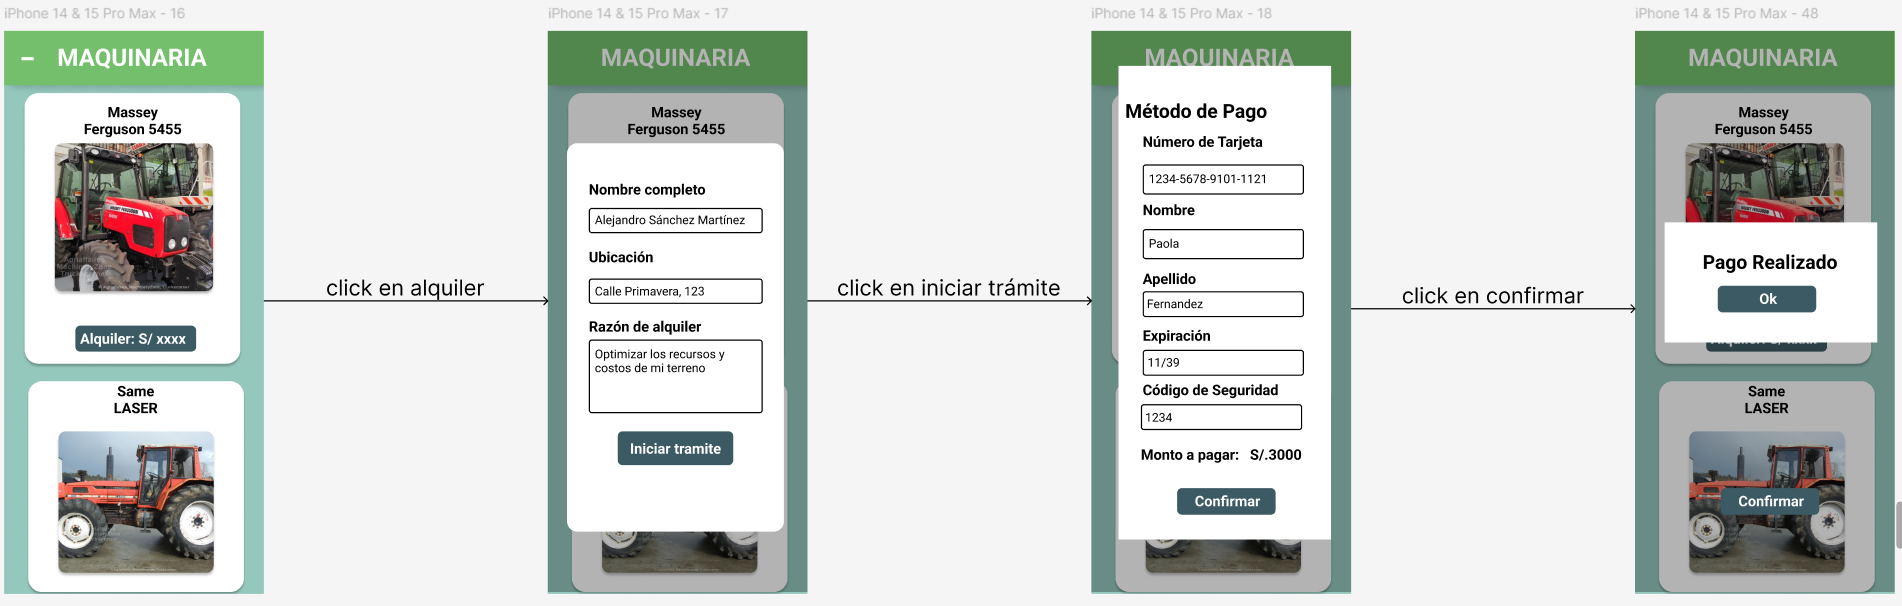 iPhone 14 & 15 Pro Max - 16
MAQUINARIA
Massey
Ferguson 5455
Alquiler: S/ xxxx
Same
LASER
click en alquiler
iPhone 14 & 15 Pro Max - 17
MAQUINARIA
Massey
Ferguson 5455
Nombre completo
Alejandro Sánchez Martínez
Ubicación
Calle Primavera, 123
Razón de alquiler
Optimizar los recursos y
costos de mi terreno
Iniciar tramite
click en iniciar trámite
iPhone 14 & 15 Pro Max - 18
MAQUINARIA
Método de Pago
Número de Tarjeta
1234-5678-9101-1121
Nombre
Paola
Apellido
Fernandez
Expiración
11/39
Código de Seguridad
1234
Monto a pagar: S/.3000
Confirmar
click en confirmar
iPhone 14 & 15 Pro Max - 48
MAQUINARIA
Massey
Ferguson 5455
Pago Realizado
Ok
Same
LASER
Confirmar